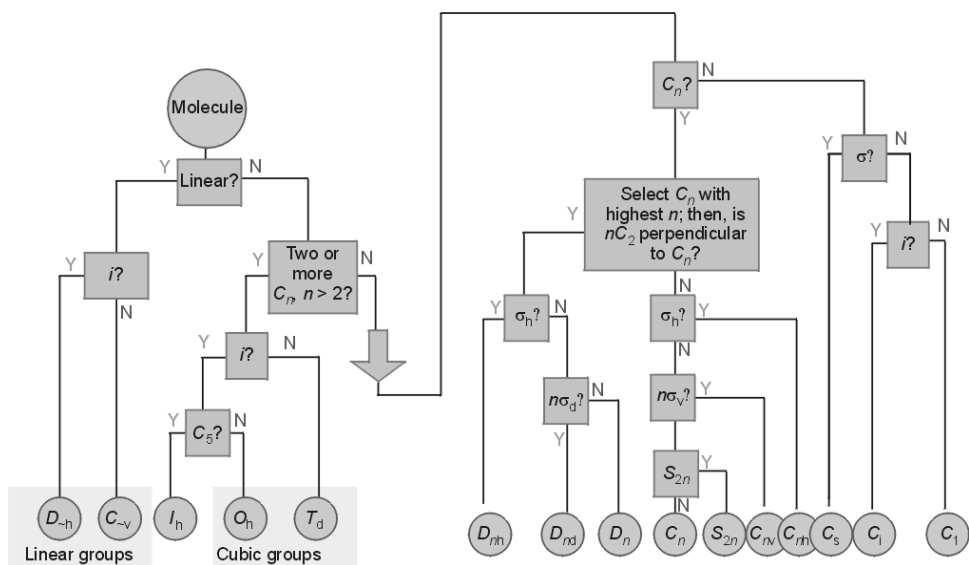 Molecule
Y
N
Linear?
Y
i?
N
Two or
more
Cn, n > 2?
Y
N
Y
i?
N
Y
C5?
N
D~h
C~v
Ih
Oh
Td
Linear groups
Cubic groups
Cn?
N
Y
Y
σ?
N
Select Cn with
highest n; then, is
nC2 perpendicular
to Cn?
Y
N
Y
i?
N
Y
σh?
N
σh?
Y
N
nσd?
N
Y
nσv?
Y
S2n
Y
N
Dnh
Dnd
Dn
Cn
S2n
Cnv
Cnh
Cs
Ci
C1